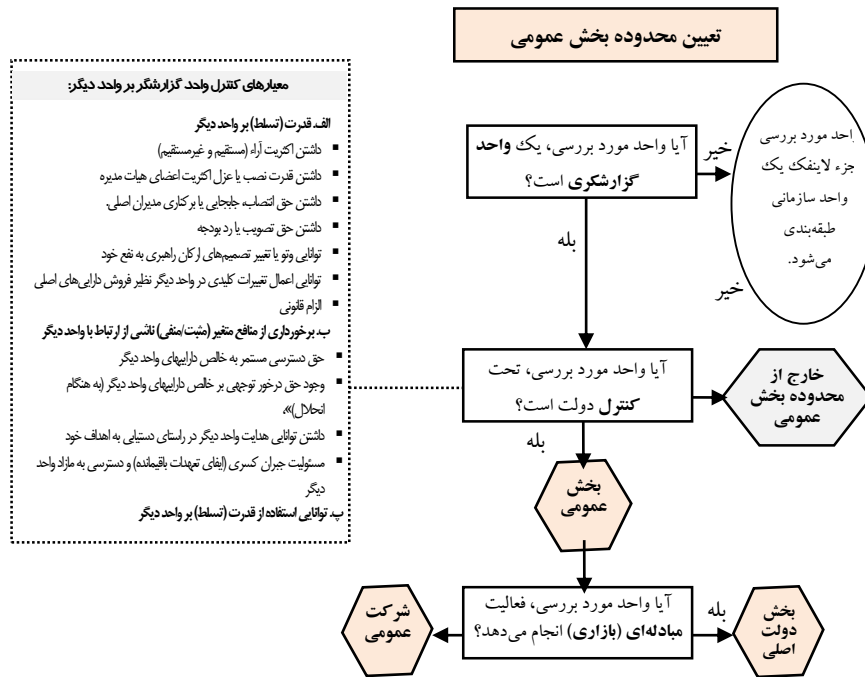 تعیین محدوده بخش عمومی
معیارهای کنترل واحد گزارشگر بر واحد دیگر:
الف. قدرت (تسلط) بر واحد دیگر
▪ داشتن اکثریت آراء (مستقیم و غیرمستقیم)
▪ داشتن قدرت نصب یا عزل اکثریت اعضای هیات مدیره
▪ داشتن حق انتصاب، جابجایی یا برکناری مدیران اصلی.
▪ داشتن حق تصویب یا رد بودجه
▪ توانایی وتو یا تغییر تصمیم‌های ارکان راهبری به نفع خود
▪ توانایی اعمال تغییرات کلیدی در واحد دیگر نظیر فروش دارایی‌های اصلی
▪ الزام قانونی
ب. برخورداری از منافع متغیر (مثبت/منفی) ناشی از ارتباط با واحد دیگر
▪ حق دسترسی مستمر به خالص داراییهای واحد دیگر
▪ وجود حق درخور توجهی بر خالص داراییهای واحد دیگر (به هنگام
انحلال)»،
▪ داشتن توانایی هدایت واحد دیگر در راستای دستیابی به اهداف خود
▪ مسئولیت جبران کسری (ایفای تعهدات باقیمانده) و دسترسی به مازاد واحد
دیگر
پ. توانایی استفاده از قدرت (تسلط) بر واحد دیگر
آیا واحد مورد بررسی، یک واحد
گزارشگری است؟
خیر
واحد مورد بررسی
جزء لاینفک یک
واحد سازمانی
طبقه‌بندی
می‌شود.
بله
خیر
آیا واحد مورد بررسی، تحت
کنترل دولت است؟
خارج از
محدوده بخش
عمومی
بله
بخش
عمومی
آیا واحد مورد بررسی، فعالیت
مبادله‌ای (بازاری) انجام می‌دهد؟
بله
بخش
دولت
اصلی
شرکت
عمومی